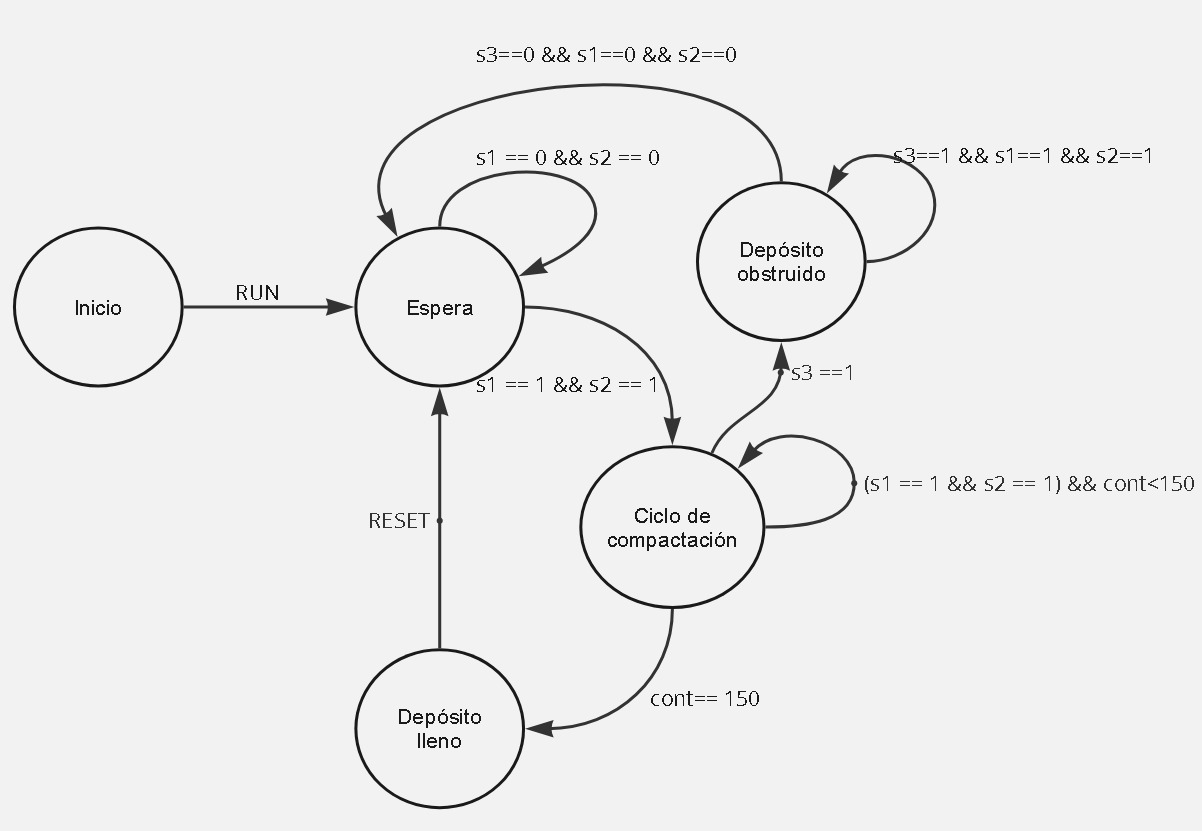 s3==0 && s1==0 && s2==0
s1 == 0 && s2 == 0
s3==1 && s1==1 && s2==1
Depósito
obstruido
RUN
Inicio
Espera
s3 ==1
s1 == 1 && s2 == 1
(s1 == 1 && s2 == 1) && cont<150
Ciclo de
compactación
RESET
cont== 150
Depósito
lleno